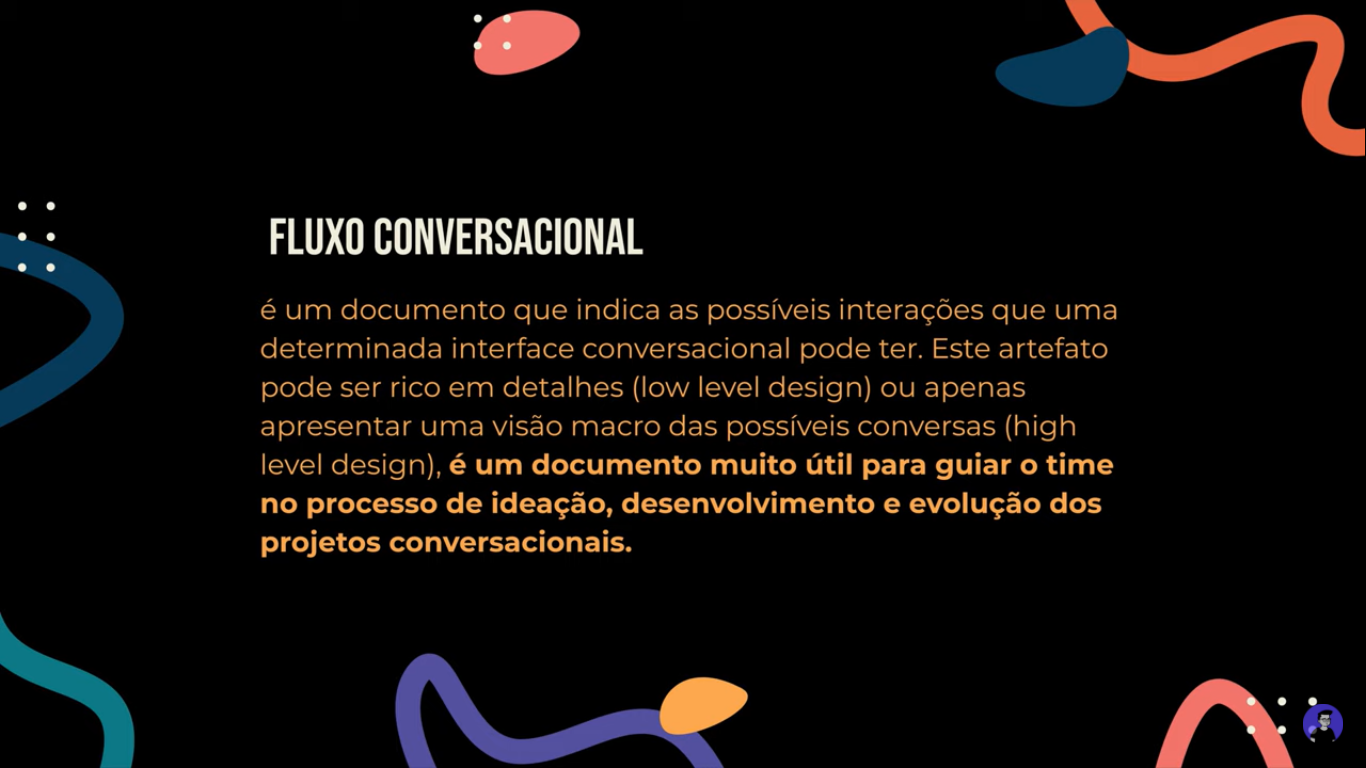 FLUXO CONVERSACIONAL
é um documento que indica as possíveis interações que uma
determinada interface conversacional pode ter. Este artefato
pode ser rico em detalhes (low level design) ou apenas
apresentar uma visão macro das possíveis conversas (high
level design), é um documento muito útil para guiar o time
no processo de ideação, desenvolvimento e evolução dos
projetos conversacionais.